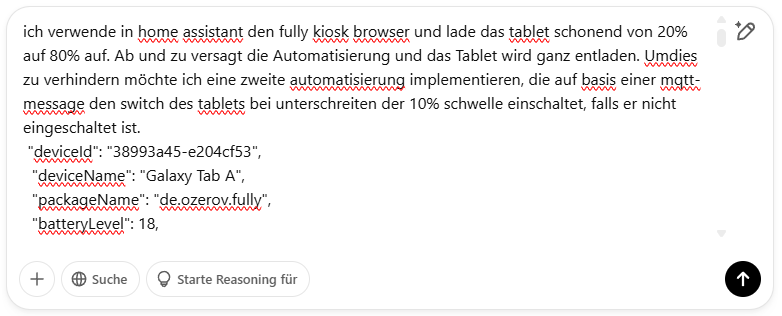 ich verwende in home assistant den fully kiosk browser und lade das tablet schonend von 20%
auf 80% auf. Ab und zu versagt die Automatisierung und das Tablet wird ganz entladen. Umdies
zu verhindern möchte ich eine zweite automatisierung implementieren, die auf basis einer mqtt-
message den switch des tablets bei unterschreiten der 10% schwelle einschaltet, falls er nicht
eingeschaltet ist.
"deviceId": "38993a45-e204cf53",
"deviceName": "Galaxy Tab A",
"packageName": "de.ozerov.fully",
"batteryLevel": 18,
Suche
Starte Reasoning für